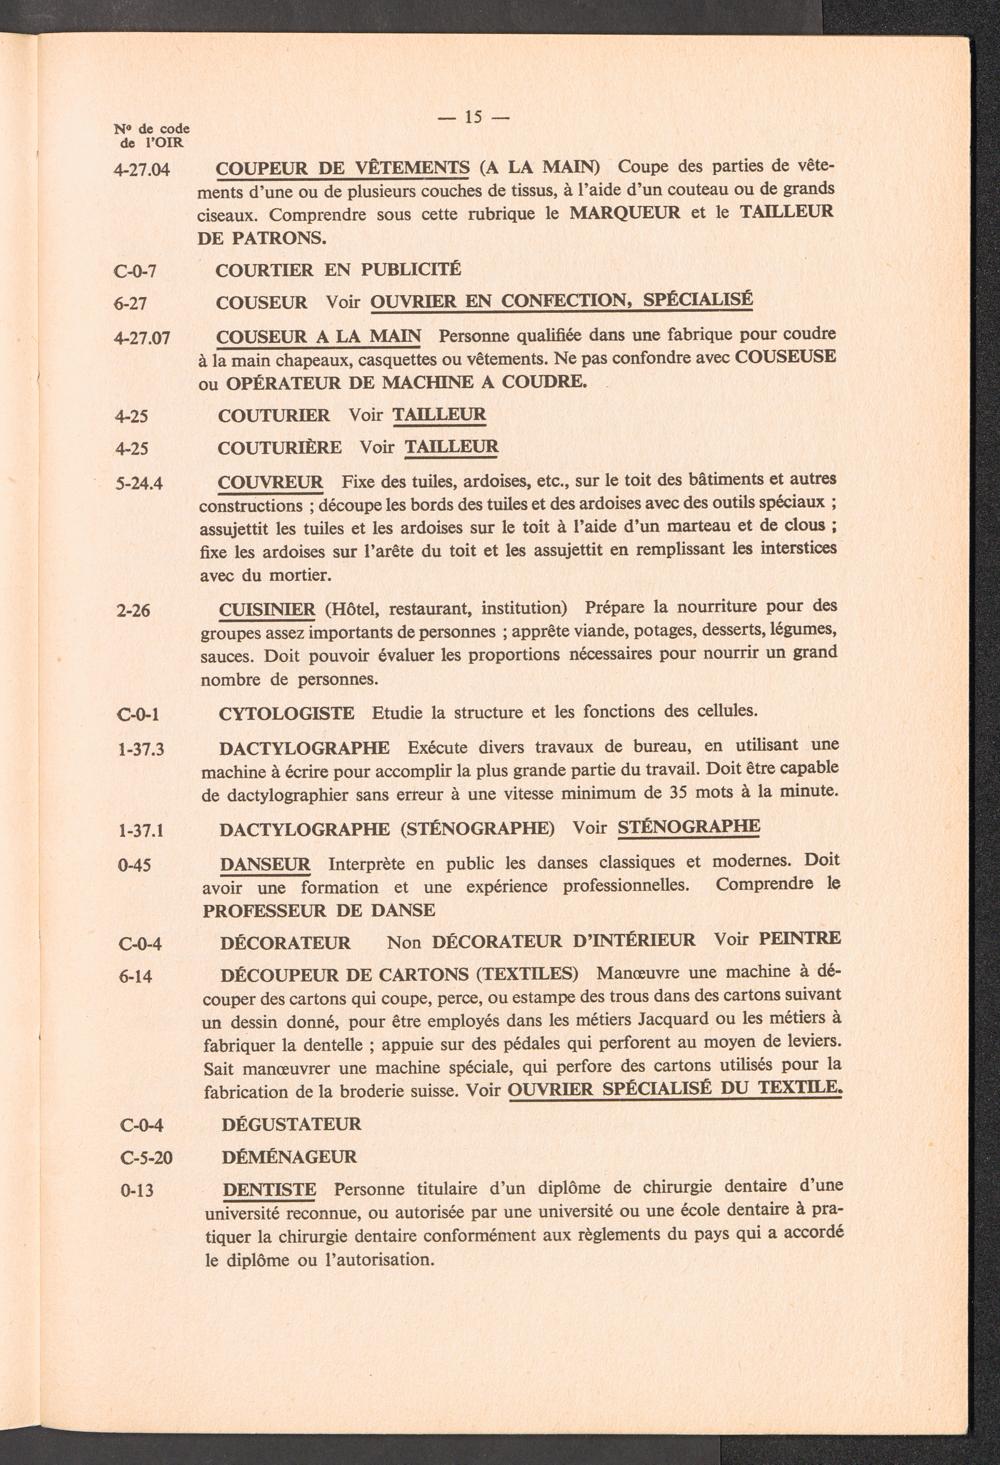 — 15 —
Nº de code
de l'OIR
4-27.04 COUPEUR DE VÊTEMENTS (A LA MAIN) Coupe des parties de vête-
ments d'une ou de plusieurs couches de tissus, à l'aide d'un couteau ou de grands
ciseaux. Comprendre sous cette rubrique le MARQUEUR et le TAILLEUR
DE PATRONS.
C-0-7 COURTIER EN PUBLICITÉ
6-27 COUSEUR Voir OUVRIER EN CONFECTION, SPÉCIALISÉ
4-27.07 COUSEUR A LA MAIN Personne qualifiée dans une fabrique pour coudre
à la main chapeaux, casquettes ou vêtements. Ne pas confondre avec COUSEUSE
ou OPÉRATEUR DE MACHINE A COUDRE.
4-25 COUTURIER Voir TAILLEUR
4-25 COUTURIÈRE Voir TAILLEUR
5-24.4 COUVREUR Fixe des tuiles, ardoises, etc., sur le toit des bâtiments et autres
constructions ; découpe les bords des tuiles et des ardoises avec des outils spéciaux ;
assujettit les tuiles et les ardoises sur le toit à l'aide d'un marteau et de clous ;
fixe les ardoises sur l'arête du toit et les assujettit en remplissant les interstices
avec du mortier.
2-26 CUISINIER (Hôtel, restaurant, institution) Prépare la nourriture pour des
groupes assez importants de personnes ; apprête viande, potages, desserts, légumes,
sauces. Doit pouvoir évaluer les proportions nécessaires pour nourrir un grand
nombre de personnes.
C-0-1 CYTOLOGISTE Etudie la structure et les fonctions des cellules.
1-37.3 DACTYLOGRAPHE Exécute divers travaux de bureau, en utilisant une
machine à écrire pour accomplir la plus grande partie du travail. Doit être capable
de dactylographier sans erreur à une vitesse minimum de 35 mots à la minute.
1-37.1 DACTYLOGRAPHE (STÉNOGRAPHE) Voir STÉNOGRAPHE
0-45 DANSEUR Interprète en public les danses classiques et modernes. Doit
avoir une formation et une expérience professionnelles. Comprendre le
PROFESSEUR DE DANSE
C-0-4 DÉCORATEUR Non DÉCORATEUR D'INTÉRIEUR Voir PEINTRE
6-14 DÉCOUPEUR DE CARTONS (TEXTILES) Manœuvre une machine à dé-
couper des cartons qui coupe, perce, ou estampe des trous dans des cartons suivant
un dessin donné, pour être employés dans les métiers Jacquard ou les métiers à
fabriquer la dentelle ; appuie sur des pédales qui perforent au moyen de leviers.
Sait manœuvrer une machine spéciale, qui perfore des cartons utilisés pour la
fabrication de la broderie suisse. Voir OUVRIER SPÉCIALISÉ DU TEXTILE.
C-0-4 DÉGUSTATEUR
C-5-20 DÉMÉNAGEUR
0-13 DENTISTE Personne titulaire d'un diplôme de chirurgie dentaire d'une
université reconnue, ou autorisée par une université ou une école dentaire à pra-
tiquer la chirurgie dentaire conformément aux règlements du pays qui a accordé
le diplôme ou l'autorisation.